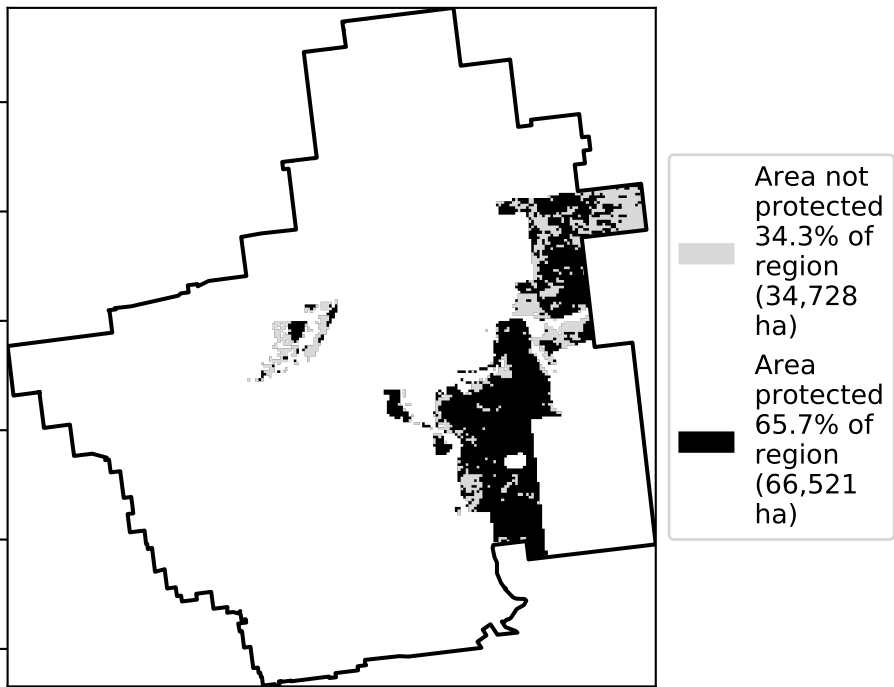 Area not
protected
34.3% of
region
(34,728
ha)
Area
protected
65.7% of
region
(66,521
ha)